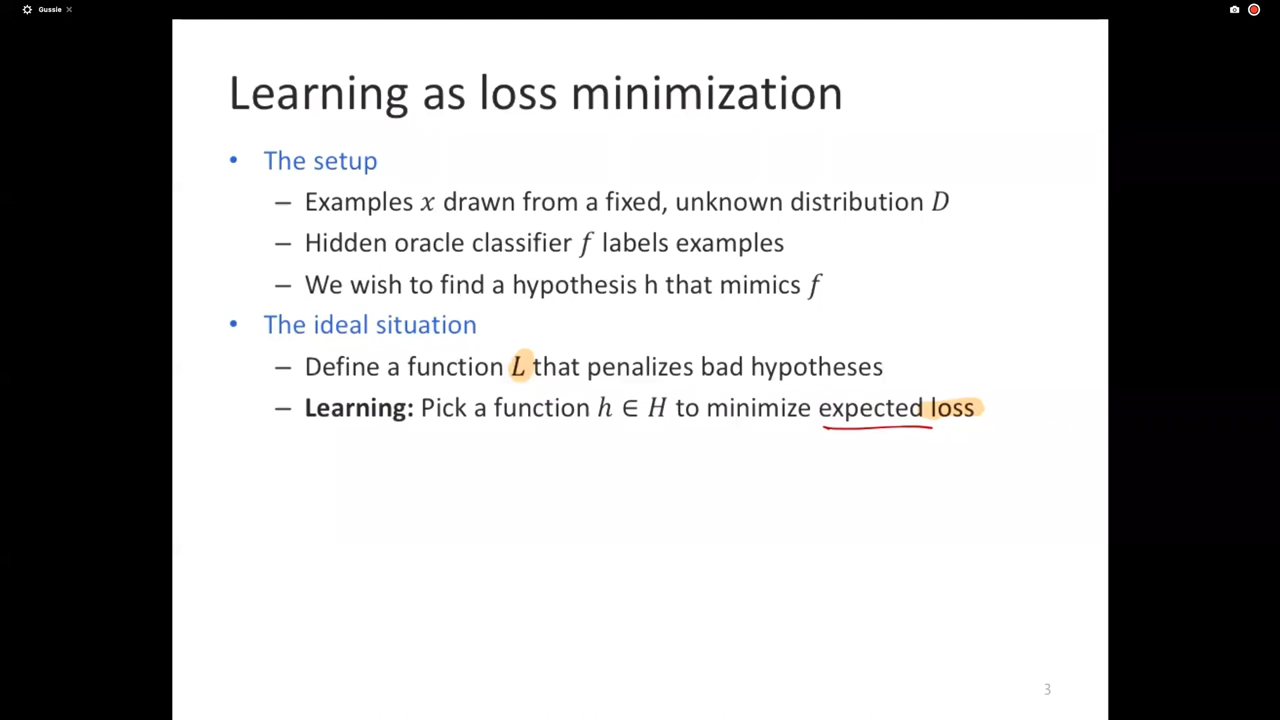 Gussie
Learning as loss minimization
• The setup
– Examples x drawn from a fixed, unknown distribution D
– Hidden oracle classifier f labels examples
– We wish to find a hypothesis h that mimics f
• The ideal situation
– Define a function L that penalizes bad hypotheses
– Learning: Pick a function h ∈ H to minimize expected loss
3